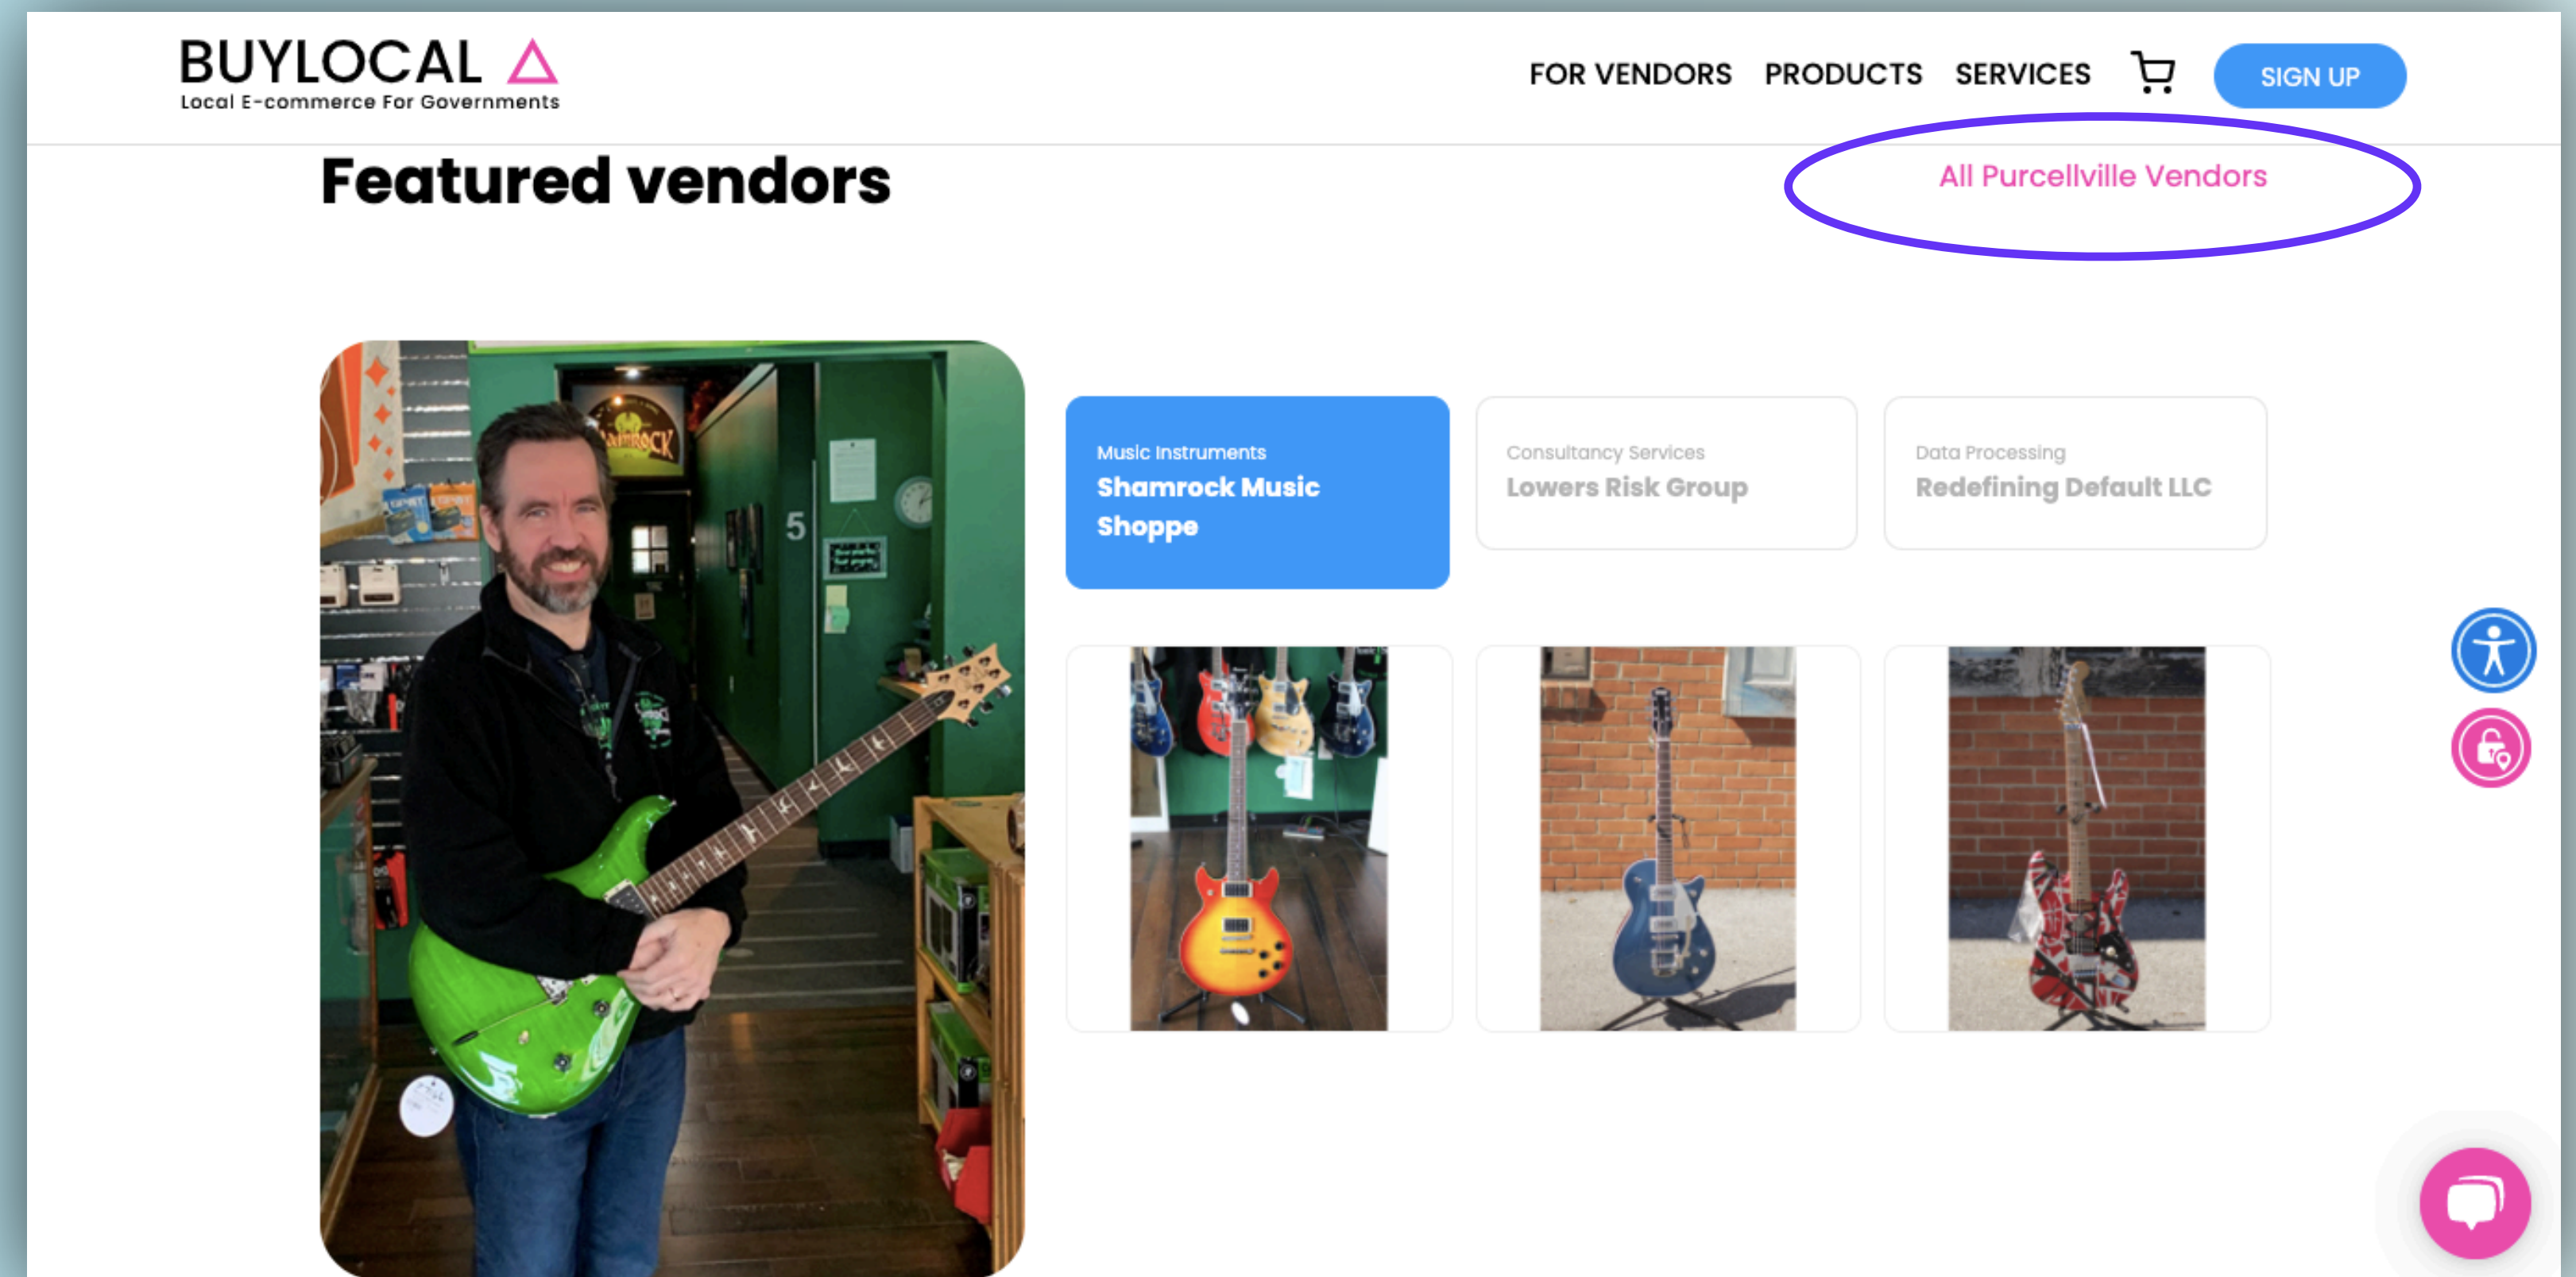 BUYLOCAL
Local E-commerce For Governments
FOR VENDORS PRODUCTS SERVICES SIGN UP
Featured vendors
All Purcellville Vendors
Music Instruments
Shamrock Music
Shoppe
Consultancy Services
Lowers Risk Group
Data Processing
Redefining Default LLC
5